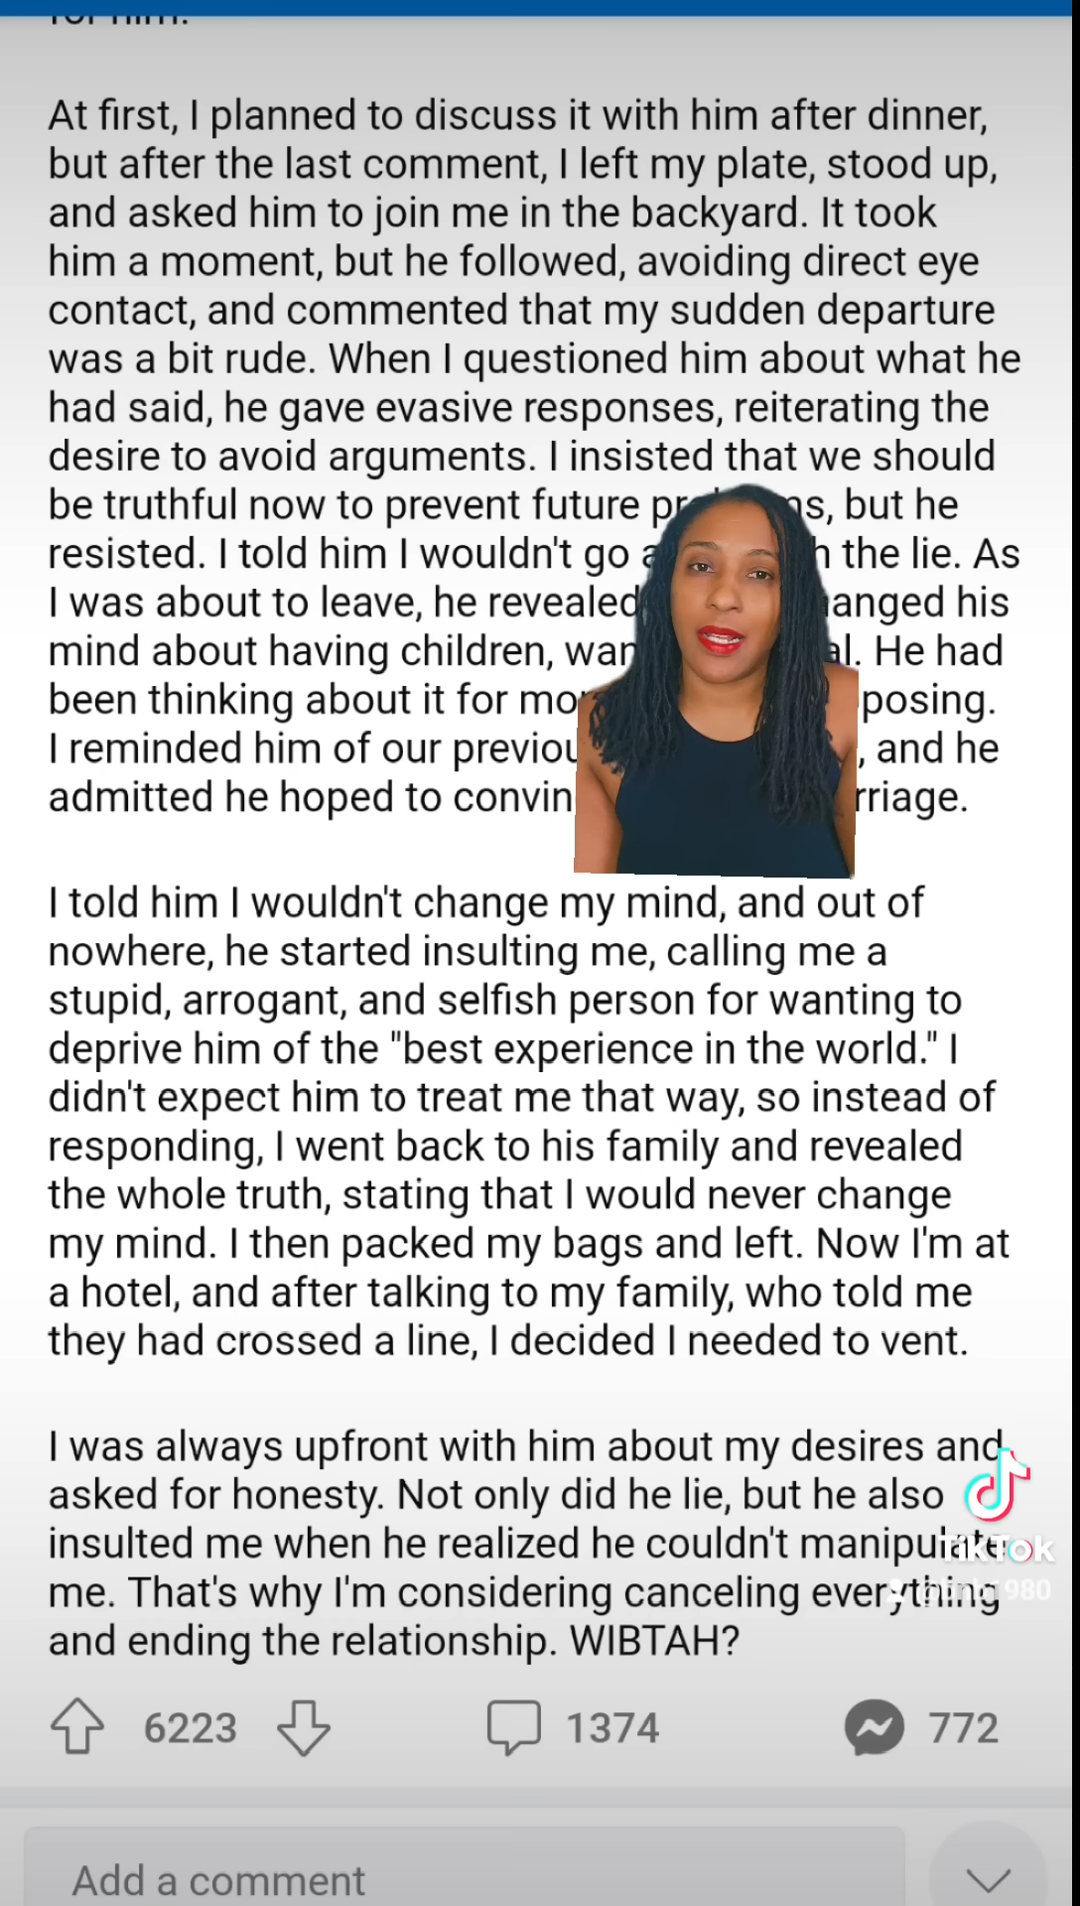 At first, I planned to discuss it with him after dinner,
but after the last comment, I left my plate, stood up,
and asked him to join me in the backyard. It took
him a moment, but he followed, avoiding direct eye
contact, and commented that my sudden departure
was a bit rude. When I questioned him about what he
had said, he gave evasive responses, reiterating the
desire to avoid arguments. I insisted that we should
be truthful now to prevent future but he
resisted. I told him I wouldn't go the lie. As
I was about to leave, he revealed his
mind about having children, He had
been thinking about it for
I reminded him of our and he
admitted he hoped to
I told him I wouldn't change my mind, and out of
nowhere, he started insulting me, calling me a
stupid, arrogant, and selfish person for wanting to
deprive him of the "best experience in the world." I
didn't expect him to treat me that way, so instead of
responding, I went back to his family and revealed
the whole truth, stating that I would never change
my mind. I then packed my bags and left. Now I'm at
a hotel, and after talking to my family, who told me
they had crossed a line, I decided I needed to vent.
I was always upfront with him about my desires and
asked for honesty. Not only did he lie, but he also
insulted me when he realized he couldn't manipulate
TikTok
me. That's why I'm considering canceling everything
and ending the relationship. WIBTAH?
6223 1374 772
Add a comment